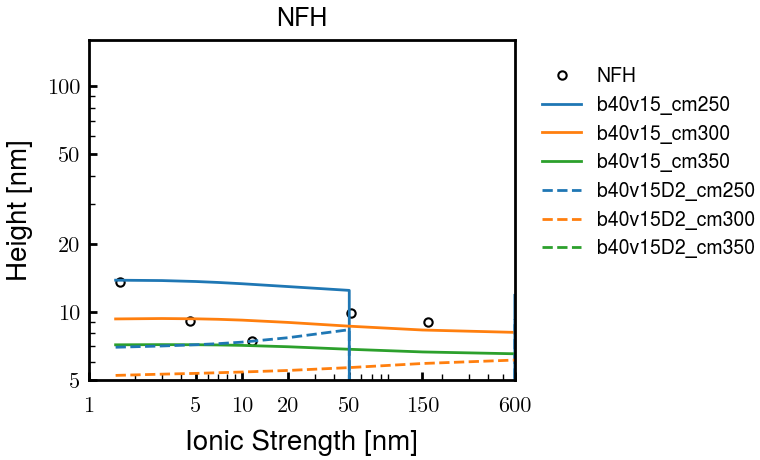 NFH
Height [nm]
100
50
20
10
5
1
5
10
20
50
150
600
Ionic Strength [nm]
NFH
b40v15_cm250
b40v15_cm300
b40v15_cm350
b40v15D2_cm250
b40v15D2_cm300
b40v15D2_cm350